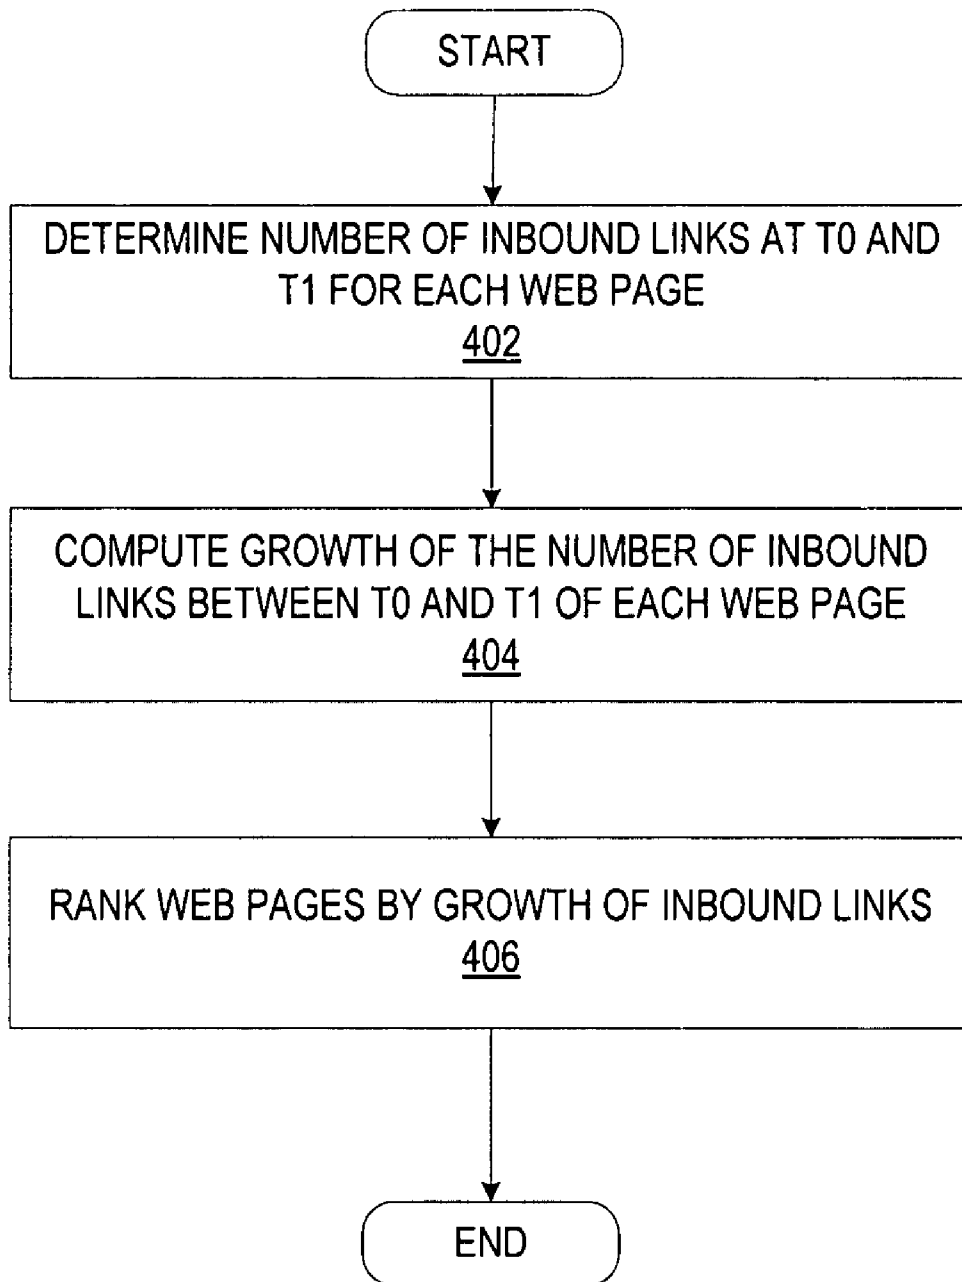 START
DETERMINE NUMBER OF INBOUND LINKS AT T0 AND
T1 FOR EACH WEB PAGE
402
COMPUTE GROWTH OF THE NUMBER OF INBOUND
LINKS BETWEEN T0 AND T1 OF EACH WEB PAGE
404
RANK WEB PAGES BY GROWTH OF INBOUND LINKS
406
END